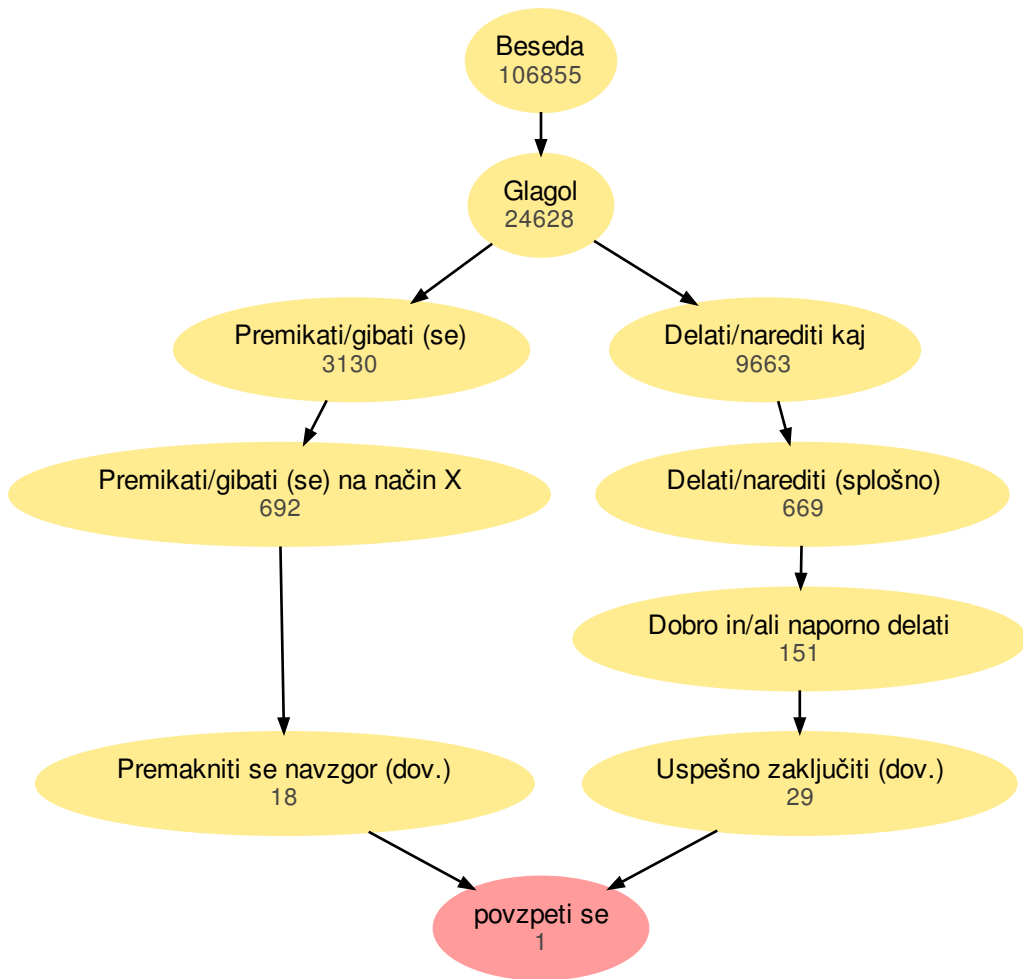 Beseda
106855
Glagol
24628
Premikati/gibati (se)
3130
Delati/narediti kaj
9663
Premikati/gibati (se) na način X
692
Delati/narediti (splošno)
669
Dobro in/ali naporno delati
151
Premakniti se navzgor (dov.)
18
Uspešno zaključiti (dov.)
29
povzpeti se
1